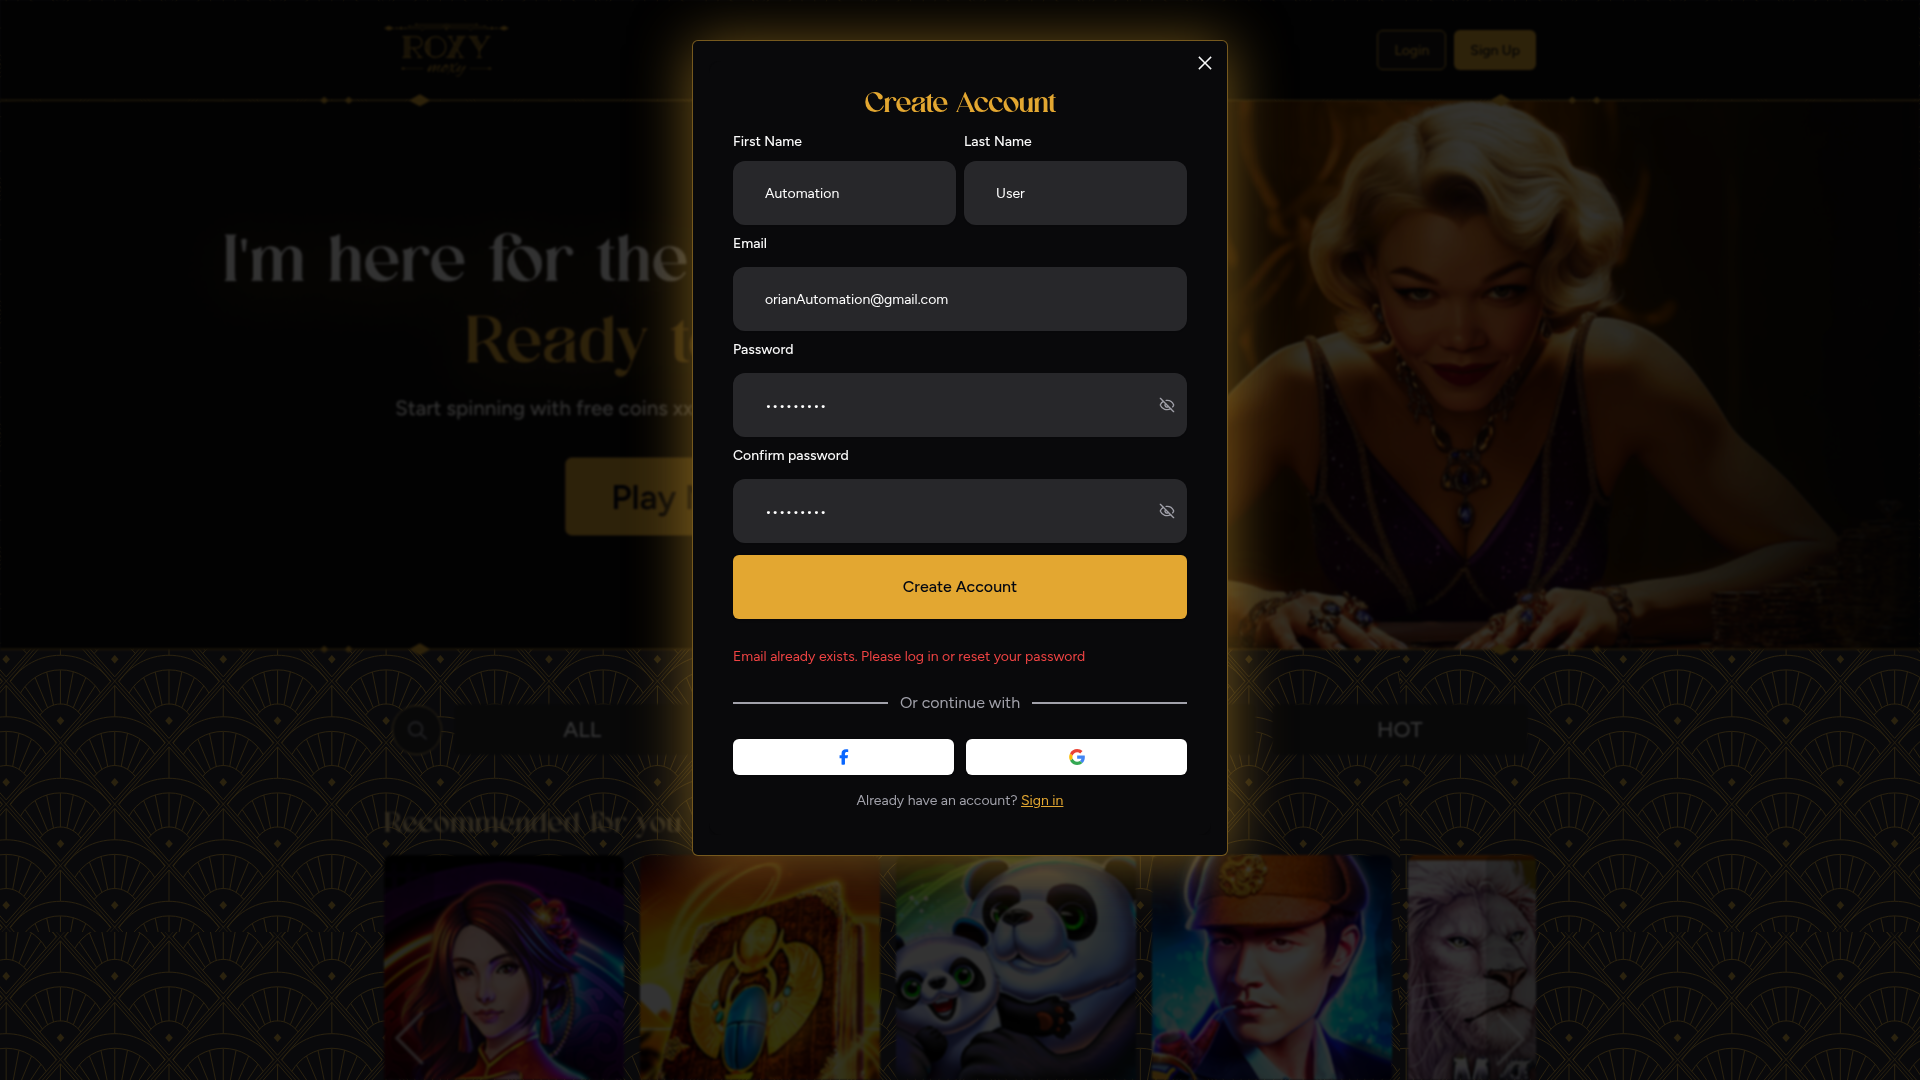 ROXY
moxy
Login
Sign Up
Create Account
First Name
Last Name
Automation
User
Email
orianAutomation@gmail.com
Password
•••••••••
Confirm password
•••••••••
Create Account
Email already exists. Please log in or reset your password
Or continue with
Already have an account? Sign in
I'm here for the
Ready t
Start spinning with free coins xx
Play
ALL
HOT
Recommended for you